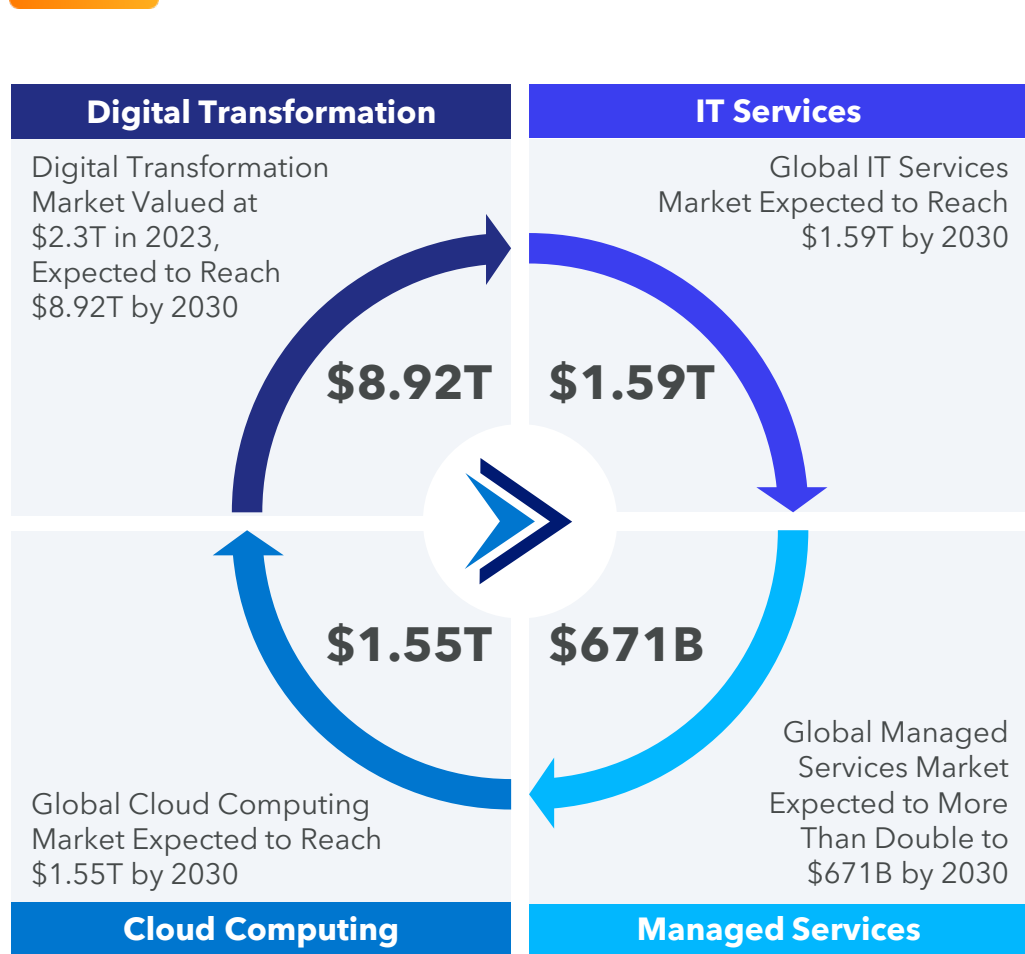 Digital Transformation
Digital Transformation
Market Valued at
$2.3T in 2023,
Expected to Reach
$8.92T by 2030
$8.92T
IT Services
Global IT Services
Market Expected to Reach
$1.59T by 2030
$1.59T
$1.55T
Global Cloud Computing
Market Expected to Reach
$1.55T by 2030
Cloud Computing
$671B
Global Managed
Services Market
Expected to More
Than Double to
$671B by 2030
Managed Services